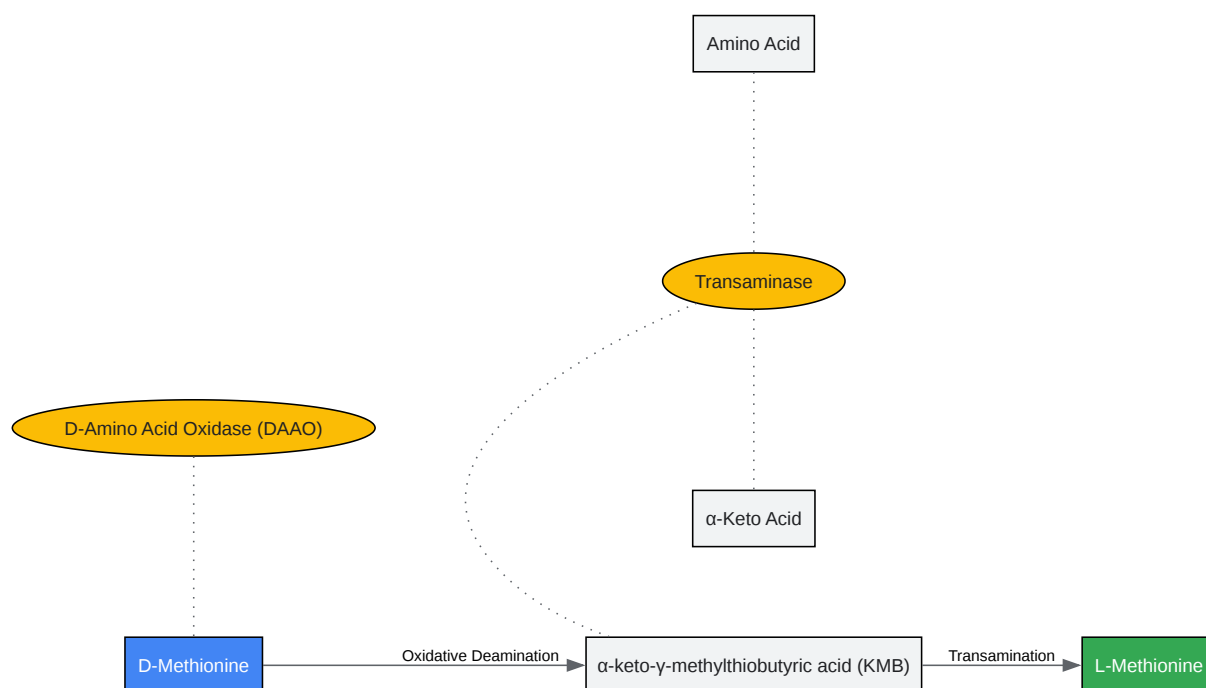 Amino Acid
Transaminase
D-Amino Acid Oxidase (DAAO)
α-Keto Acid
D-Methionine
Oxidative Deamination
α-keto-γ-methylthiobutyric acid (KMB)
Transamination
L-Methionine